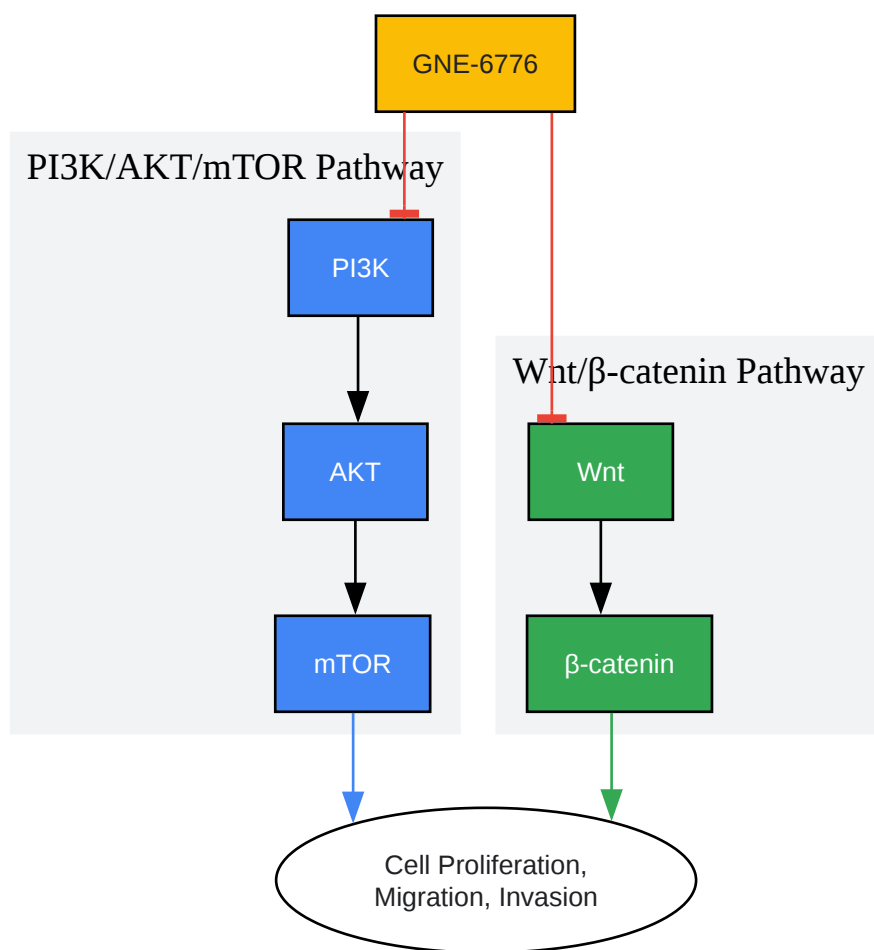 GNE-6776
PI3K/AKT/mTOR Pathway
PI3K
Wnt/β-catenin Pathway
AKT
Wnt
mTOR
β-catenin
Cell Proliferation,
Migration, Invasion